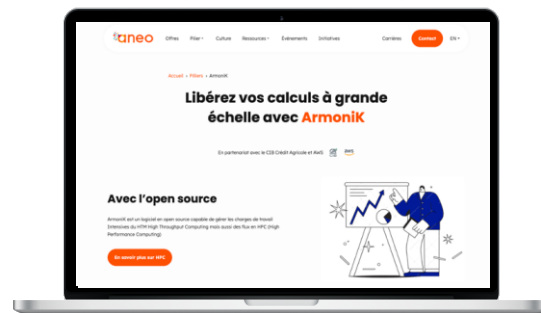 aneo Offres Pilier Culture Ressources Évènements Initiatives Carrières Contact EN
Accueil Piliers ArmoniK
Libérez vos calculs à grande
échelle avec ArmoniK
En partenariat avec le CIB Crédit Agricole et AWS aws
Avec l'open source
ArmoniK est un logiciel en open source capable de gérer les charges de travail
intensives du HTM High Throughput Computing mais aussi des flux en HPC (High
Performance Computing).
En savoir plus sur HPC